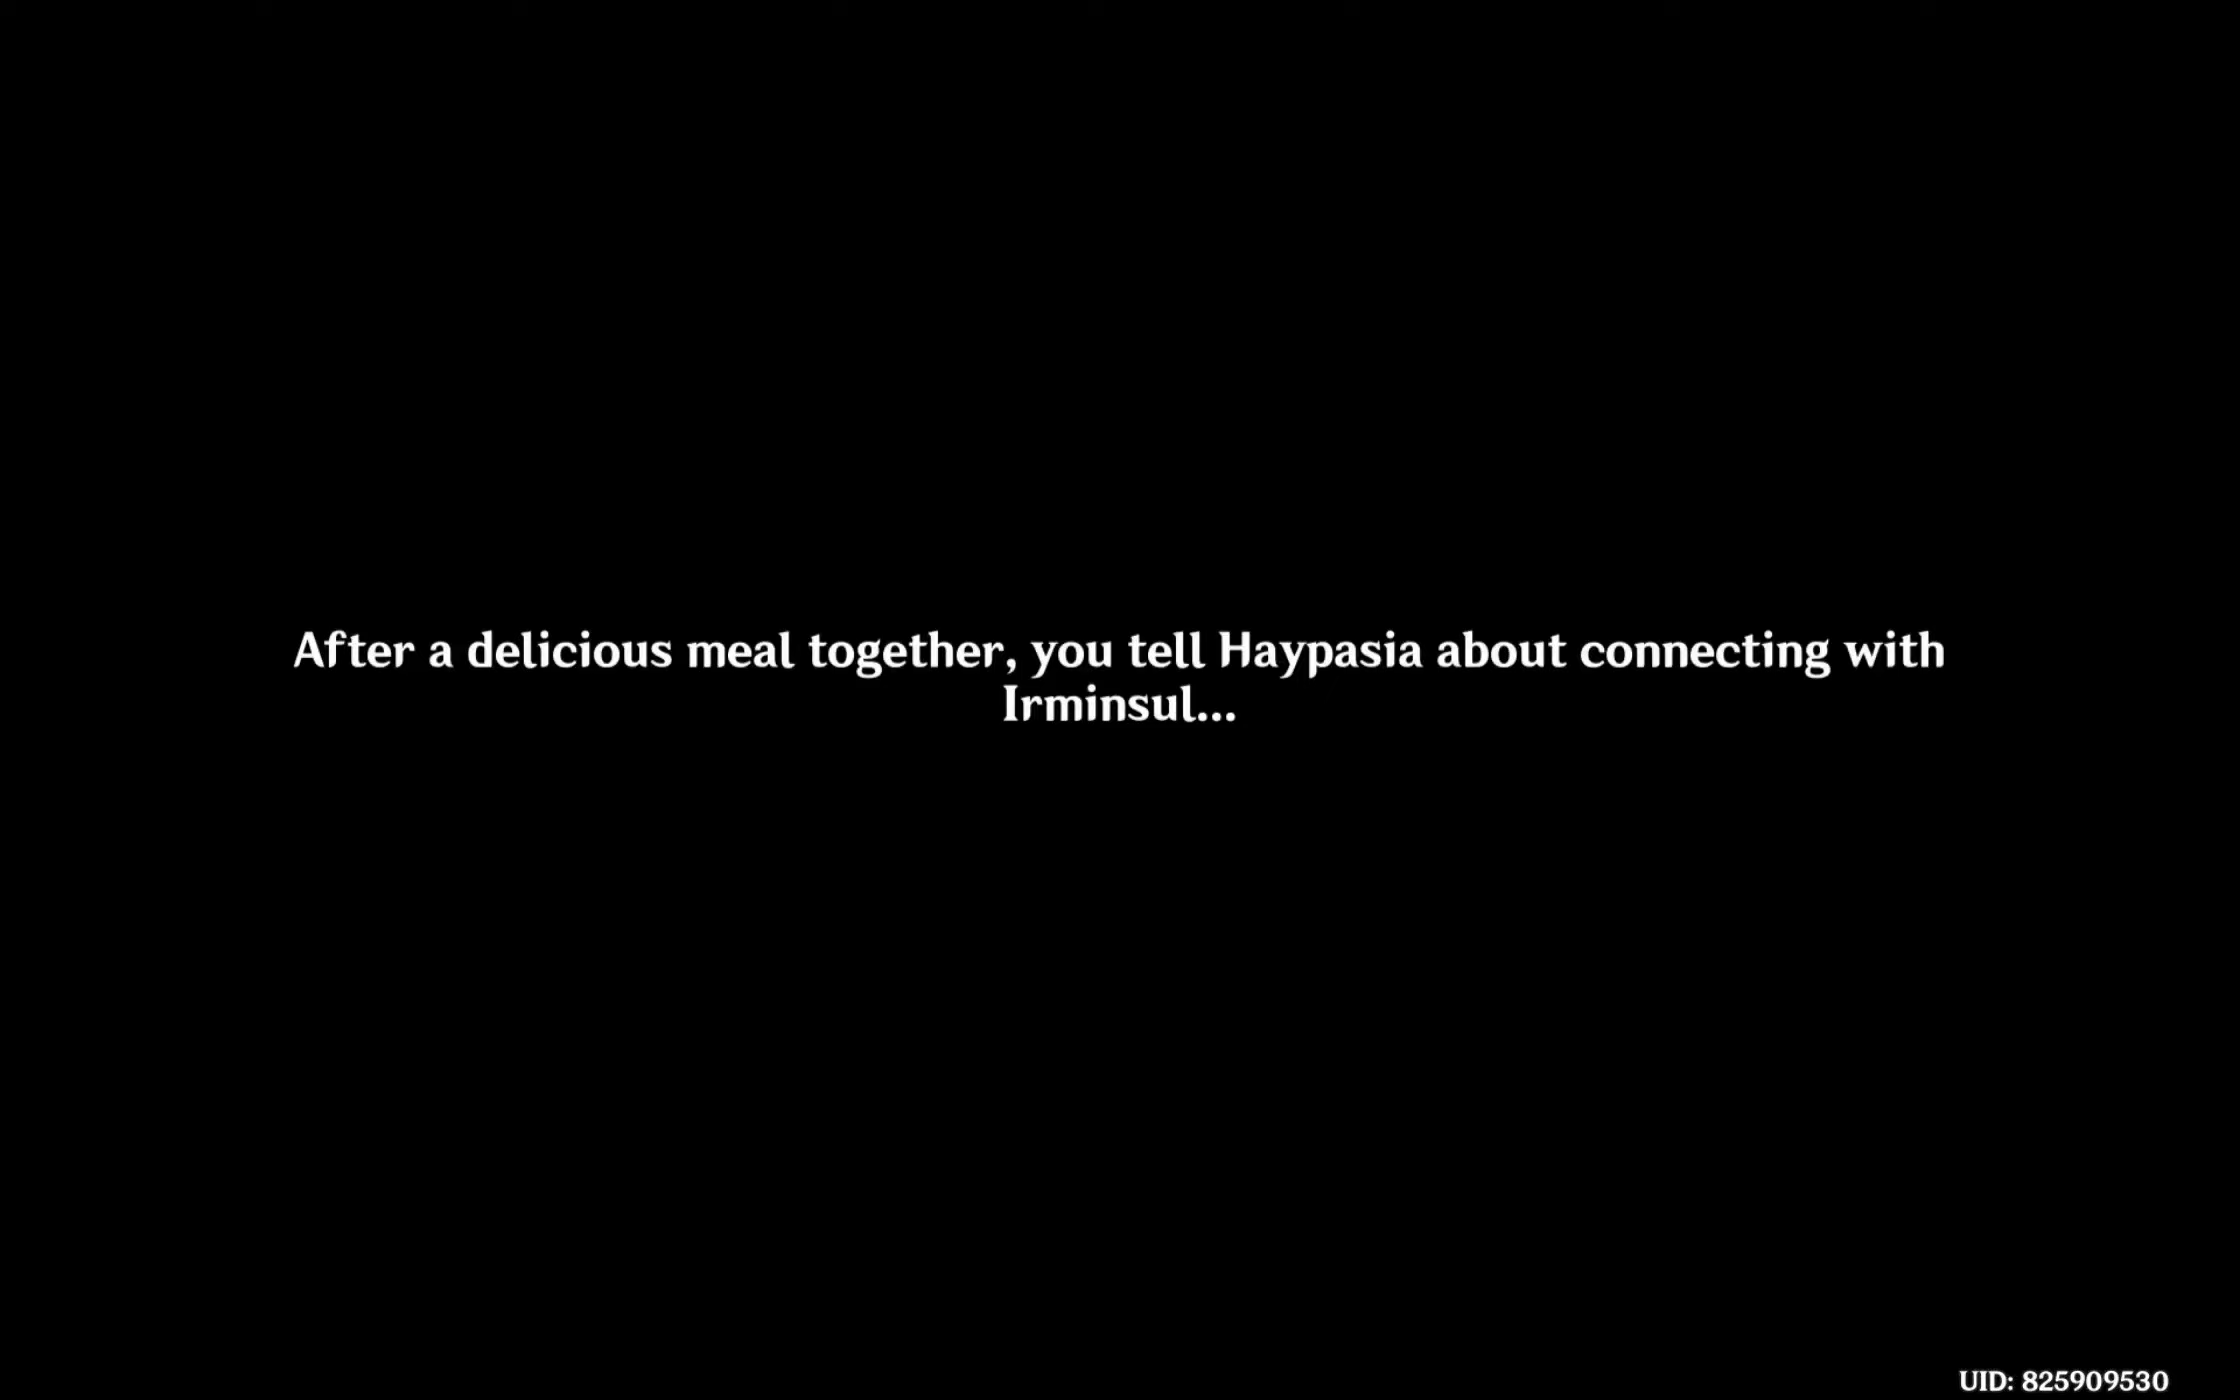 After a delicious meal together, you tell Haypasia about connecting with
Irminsul...
UID: 825909530